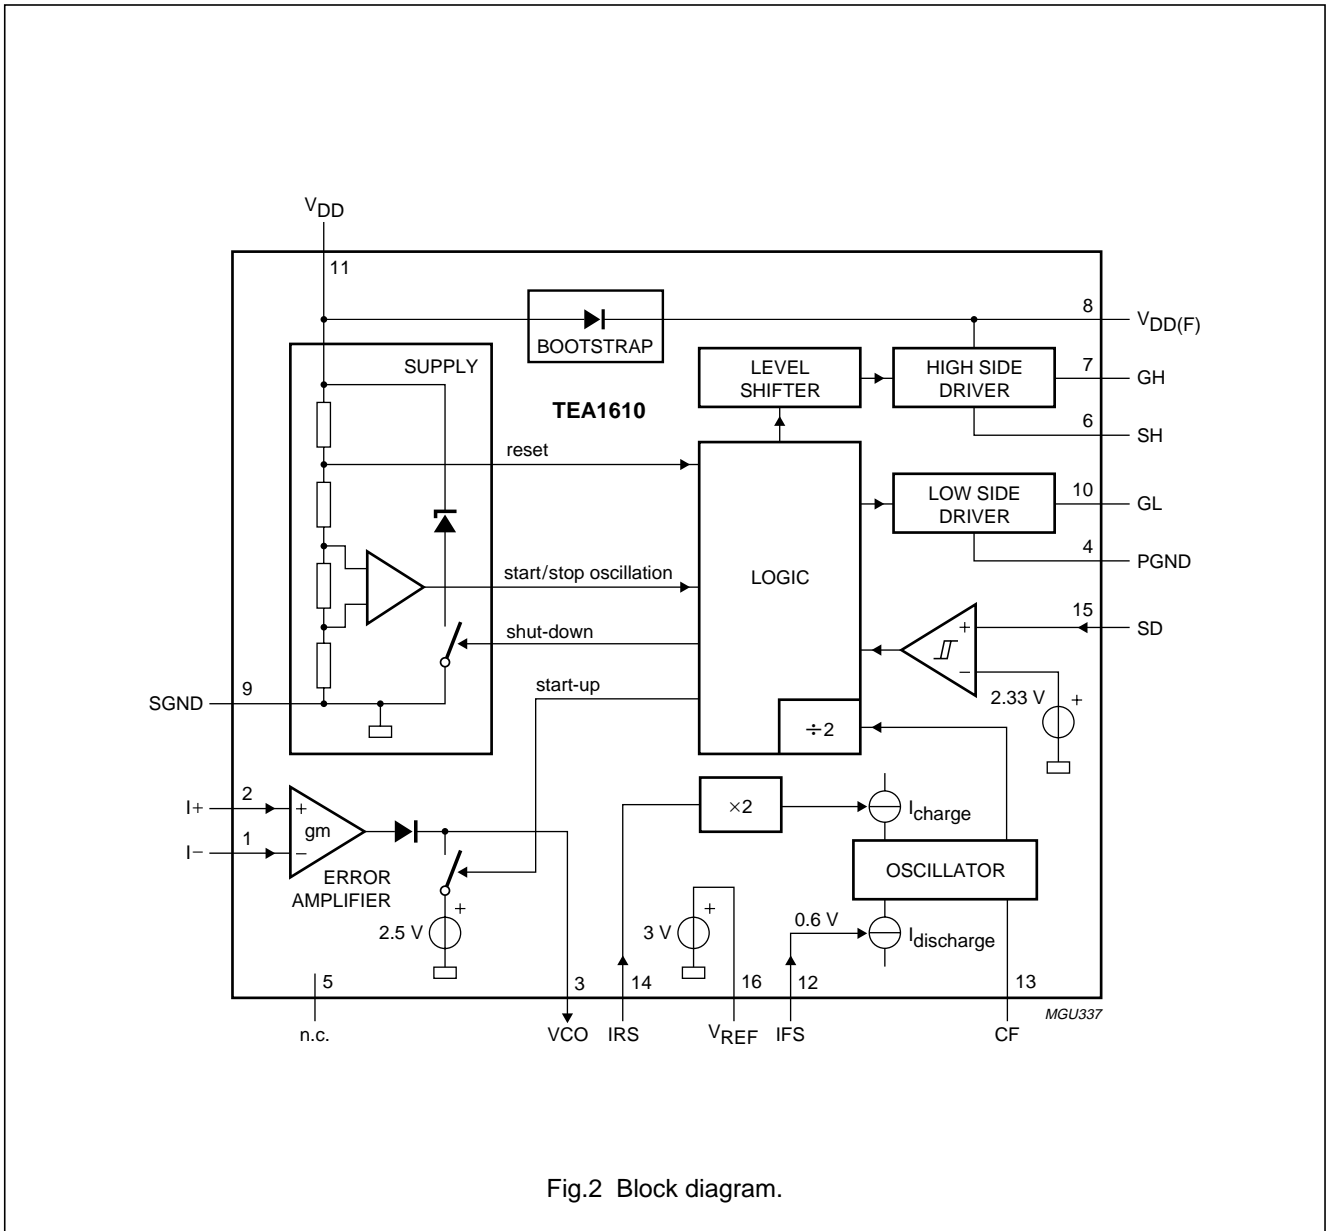 VDD
11
8
VDD(F)
BOOTSTRAP
SUPPLY
LEVEL
SHIFTER
HIGH SIDE
DRIVER
7
GH
TEA1610
6
SH
reset
LOW SIDE
DRIVER
10
GL
4
PGND
start/stop oscillation
LOGIC
15
SD
shut-down
+
−
start-up
2.33 V
+
9
SGND
÷2
2
I+
+
gm
1
I−
−
ERROR
AMPLIFIER
×2
Icharge
OSCILLATOR
2.5 V
+
3 V
+
0.6 V
Idischarge
5
3
14
16
12
13
MGU337
n.c.
VCO
IRS
VREF
IFS
CF
Fig.2 Block diagram.